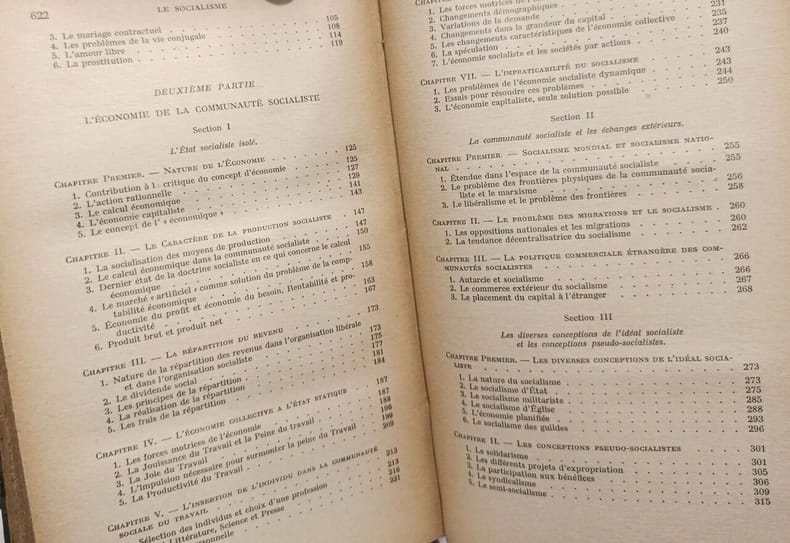 622
LE SOCIALISME
3. Le mariage contractuel 105
4. Les problèmes de la vie conjugale 108
5. L'amour libre 114
6. La prostitution 119
DEUXIÈME PARTIE
L'ÉCONOMIE DE LA COMMUNAUTÉ SOCIALISTE
Section I
L'État socialiste isolé.
CHAPITRE PREMIER. — NATURE DE L'ÉCONOMIE 125
1. Contribution à l: critique du concept d'économie 125
2. L'action rationnelle 127
3. Le calcul économique 129
4. L'économie capitaliste 141
5. Le concept de l' « économique » 143
CHAPITRE II. — LE CARACTÈRE DE LA PRODUCTION SOCIALISTE 147
1. La socialisation des moyens de production 147
2. Le calcul économique dans la communauté socialiste 150
3. Dernier état de la doctrine socialiste en ce qui concerne le calcul
économique 155
4. Le marché « artificiel » comme solution du problème de la comp-
tabilité économique 158
5. Économie du profit et économie du besoin. Rentabilité et pro-
ductivité 163
6. Produit brut et produit net 167
CHAPITRE III. — LA RÉPARTITION DU REVENU 173
1. Nature de la répartition des revenus dans l'organisation libérale
et dans l'organisation socialiste 173
2. Le dividende social 175
3. Les principes de la répartition 177
4. La réalisation de la répartition 181
5. Les frais de la répartition 184
CHAPITRE IV. — L'ÉCONOMIE COLLECTIVE A L'ÉTAT STATIQUE 187
1. Les forces motrices de l'économie 187
2. La Jouissance du Travail et la Peine du travail 188
3. La Joie du Travail 196
4. L'Impulsion nécessaire pour surmonter la peine du Travail 199
5. La Productivité du Travail 209
CHAPITRE V. — L'INSERTION DE L'INDIVIDU DANS LA COMMUNAUTÉ
SOCIALE DU TRAVAIL 213
Sélection des individus et choix d'une profession 213
Littérature, Science et Presse 216
221
1. Les forces motrices de 231
2. Changements démographiques
3. Variations de la demande 235
4. Changements dans la grandeur du capital
5. Les changements caractéristiques de l'économie collective 237
6. La spéculation
7. L'économie socialiste et les sociétés par actions 240
CHAPITRE VII. — L'IMPRATICABILITÉ DU SOCIALISME 243
1. Les problèmes de l'économie socialiste dynamique 243
2. Essais pour résoudre ces problèmes 244
3. L'économie capitaliste, seule solution possible 250
Section II
La communauté socialiste et les échanges extérieurs.
CHAPITRE PREMIER. — SOCIALISME MONDIAL ET SOCIALISME NATIO-
NAL 255
1. Étendue dans l'espace de la communauté socialiste 255
2. Le problème des frontières physiques de la communauté socia-
liste et le marxisme 256
3. Le libéralisme et le problème des frontières 258
CHAPITRE II. — LE PROBLÈME DES MIGRATIONS ET LE SOCIALISME 260
1. Les oppositions nationales et les migrations 260
2. La tendance décentralisatrice du socialisme 262
CHAPITRE III. — LA POLITIQUE COMMERCIALE ÉTRANGÈRE DES COM-
MUNAUTÉS SOCIALISTES 266
1. Autarcie et socialisme 266
2. Le commerce extérieur du socialisme 267
3. Le placement du capital à l'étranger 268
Section III
Les diverses conceptions de l'idéal socialiste
et les conceptions pseudo-socialistes.
CHAPITRE PREMIER. — LES DIVERSES CONCEPTIONS DE L'IDÉAL SOCIA-
LISTE 273
1. La nature du socialisme 273
2. Le socialisme d'État 275
3. Le socialisme militariste 285
4. Le socialisme d'Église 288
5. L'économie planifiée 293
6. Le socialisme des guildes 296
CHAPITRE II. — LES CONCEPTIONS PSEUDO-SOCIALISTES 301
1. Le solidarisme 301
2. Les différents projets d'expropriation 305
3. La participation aux bénéfices 306
4. Le syndicalisme 309
5. Le semi-socialisme 315